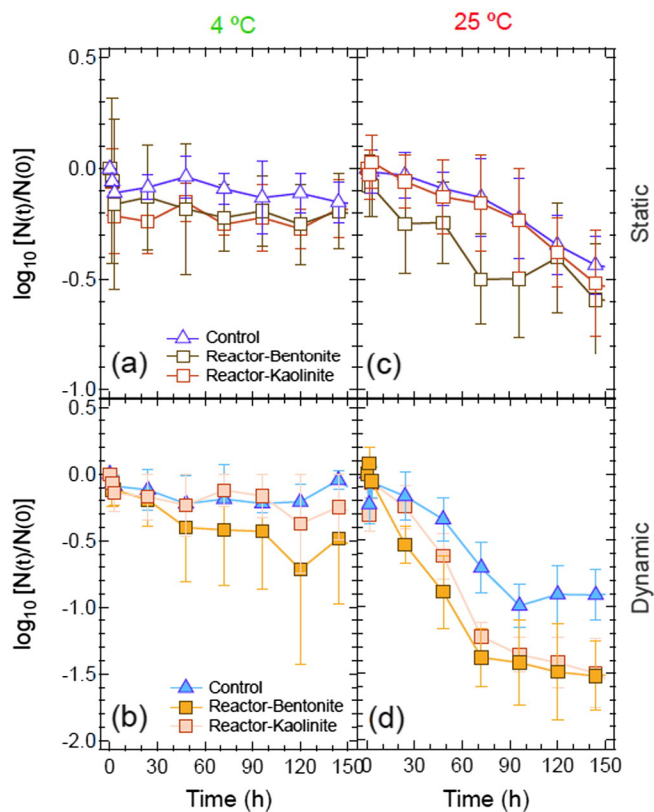 4 ºC
25 ºC
log10 [N(t)/N(0)]
0.5
0.0
-0.5
-1.0
(a)
Control
Reactor-Bentonite
Reactor-Kaolinite
(c)
Static
log10 [N(t)/N(0)]
0.5
0.0
-0.5
-1.0
-1.5
-2.0
(b)
Control
Reactor-Bentonite
Reactor-Kaolinite
(d)
Dynamic
0 30 60 90 120 150
0 30 60 90 120 150
Time (h)
Time (h)